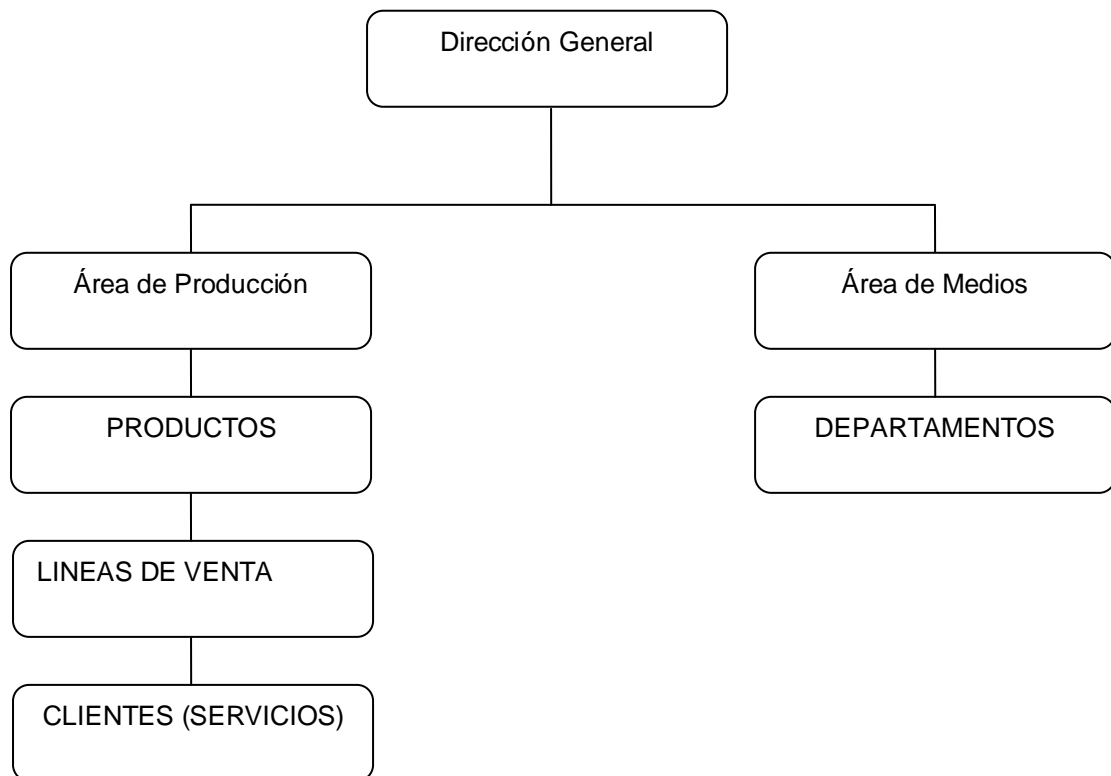 Dirección General
Área de Producción
Área de Medios
PRODUCTOS
DEPARTAMENTOS
LINEAS DE VENTA
CLIENTES (SERVICIOS)